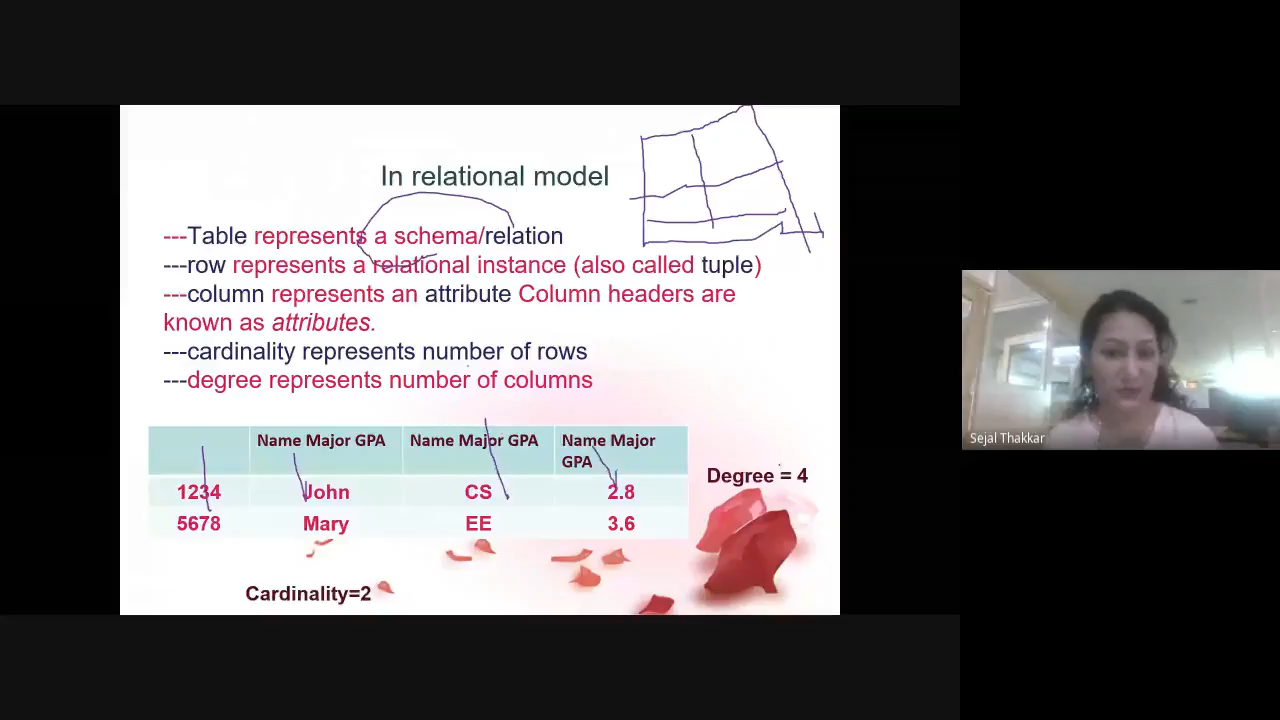 In relational model
---Table represents a schema/relation
---row represents a relational instance (also called tuple)
---column represents an attribute Column headers are
known as attributes.
---cardinality represents number of rows
---degree represents number of columns
Name Major GPA Name Major GPA Name Major
GPA
1234 John CS 2.8
5678 Mary EE 3.6
Degree = 4
Cardinality=2
Sejal Thakkar